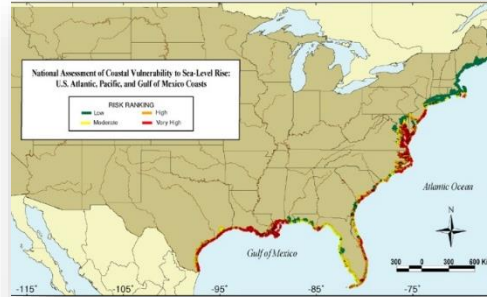 National Assessment of Coastal Vulnerability to Sea-Level Rise:
U.S. Atlantic, Pacific, and Gulf of Mexico Coasts
RISK RANKING
Low
High
Moderate
Very High
Atlantic Ocean
N
Gulf of Mexico
300 0 300 600 Ki
-115
-105
-95
-85
-75